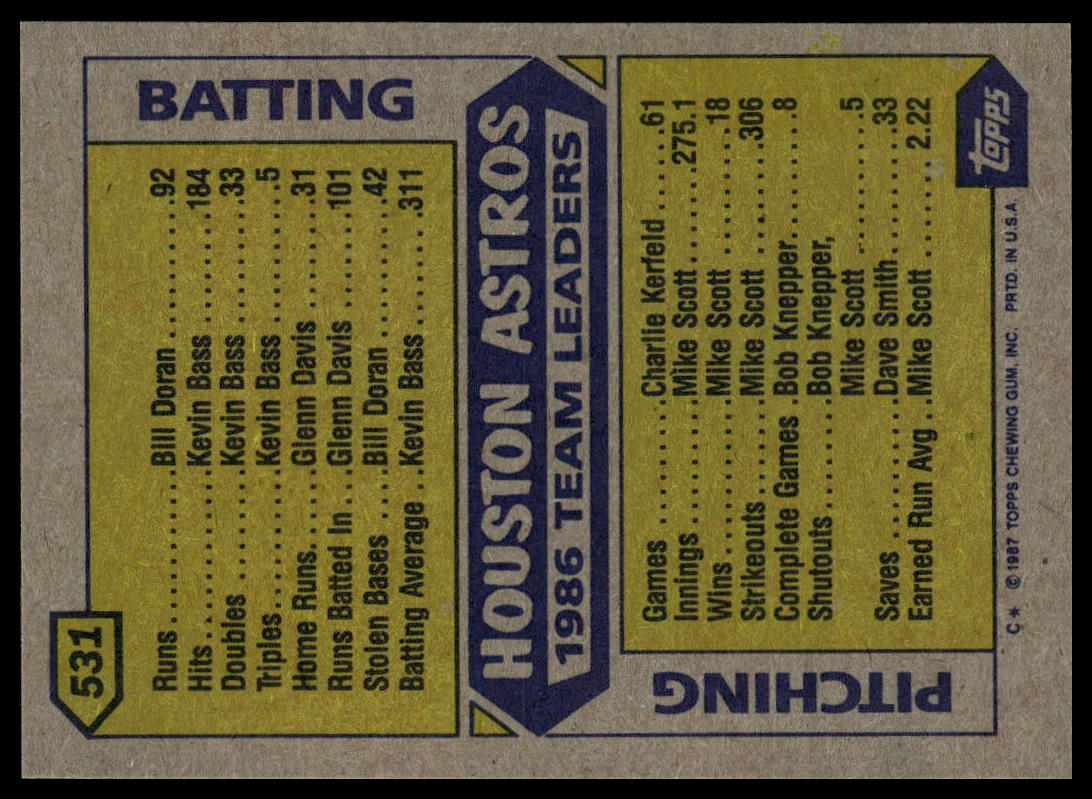 531
BATTING
Runs..............Bill Doran..............92
Hits...............Kevin Bass...........184
Doubles..........Kevin Bass............33
Triples............Kevin Bass.............5
Home Runs....Glenn Davis...........31
Runs Batted In..Glenn Davis.........101
Stolen Bases....Bill Doran............42
Batting Average..Kevin Bass.........311
HOUSTON ASTROS
1986 TEAM LEADERS
PITCHING
Games..............Charlie Kerfeld.....61
Innings.............Mike Scott......275.1
Wins................Mike Scott.........18
Strikeouts.........Mike Scott........306
Complete Games.Bob Knepper........8
Shutouts...........Bob Knepper,
Mike Scott..........5
Saves...............Dave Smith........33
Earned Run Avg..Mike Scott........2.22
TOPPS
C* © 1987 TOPPS CHEWING GUM, INC. PRTD. IN U.S.A.